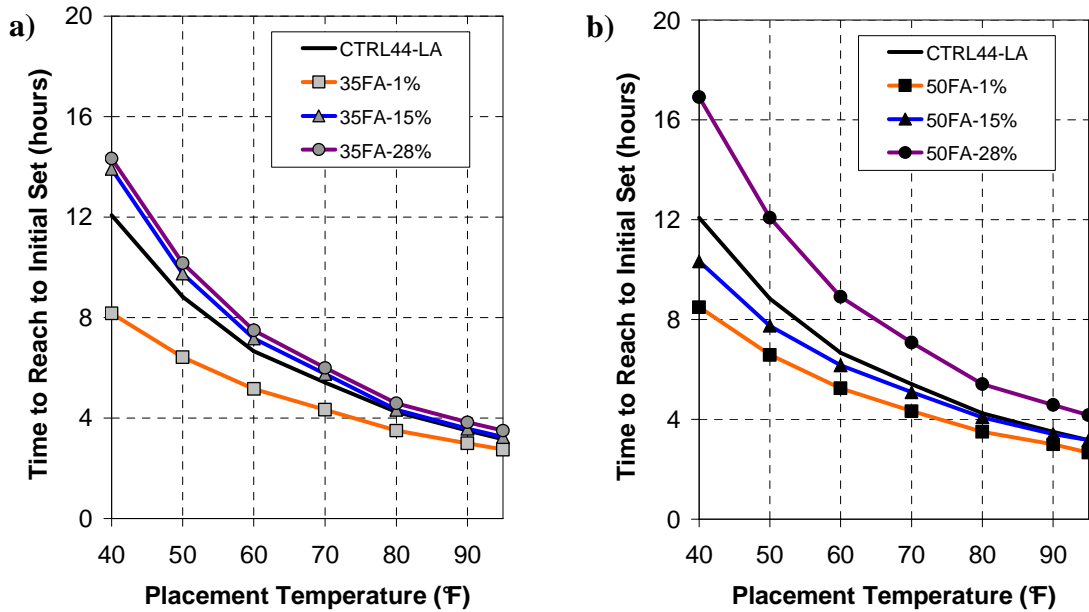 a)
Time to Reach to Initial Set (hours)
20
16
12
8
4
0
40 50 60 70 80 90
Placement Temperature (°F)
CTRL44-LA
35FA-1%
35FA-15%
35FA-28%
b)
Time to Reach to Initial Set (hours)
20
16
12
8
4
0
40 50 60 70 80 90
Placement Temperature (°F)
CTRL44-LA
50FA-1%
50FA-15%
50FA-28%